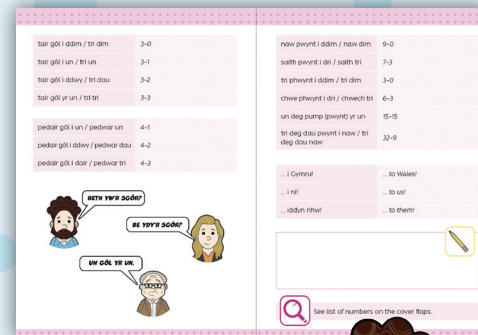 tair gôl i ddim / tri dim 3–0
tair gôl i un / tri un 3–1
tair gôl i ddwy / tri dau 3–2
tair gôl yr un / tri tri 3–3
pedair gôl i un / pedwar un 4–1
pedair gôl i ddwy / pedwar dau 4–2
pedair gôl i dair / pedwar tri 4–3
BETH YW'R SGÔR?
BE YDY'R SGÔR?
UN GÔL YR UN.
naw pwynt i ddim / naw dim 9–0
saith pwynt i dri / saith tri 7–3
tri phwynt i ddim / tri dim 3–0
chwe phwynt i dri / chwech tri 6–3
un deg pump (pwynt) yr un 15–15
tri deg dau pwynt i naw / tri
deg dau naw 32–9
... i Gymru! ... to Wales!
... i ni! ... to us!
... iddyn nhw! ... to them!
See list of numbers on the cover flaps.